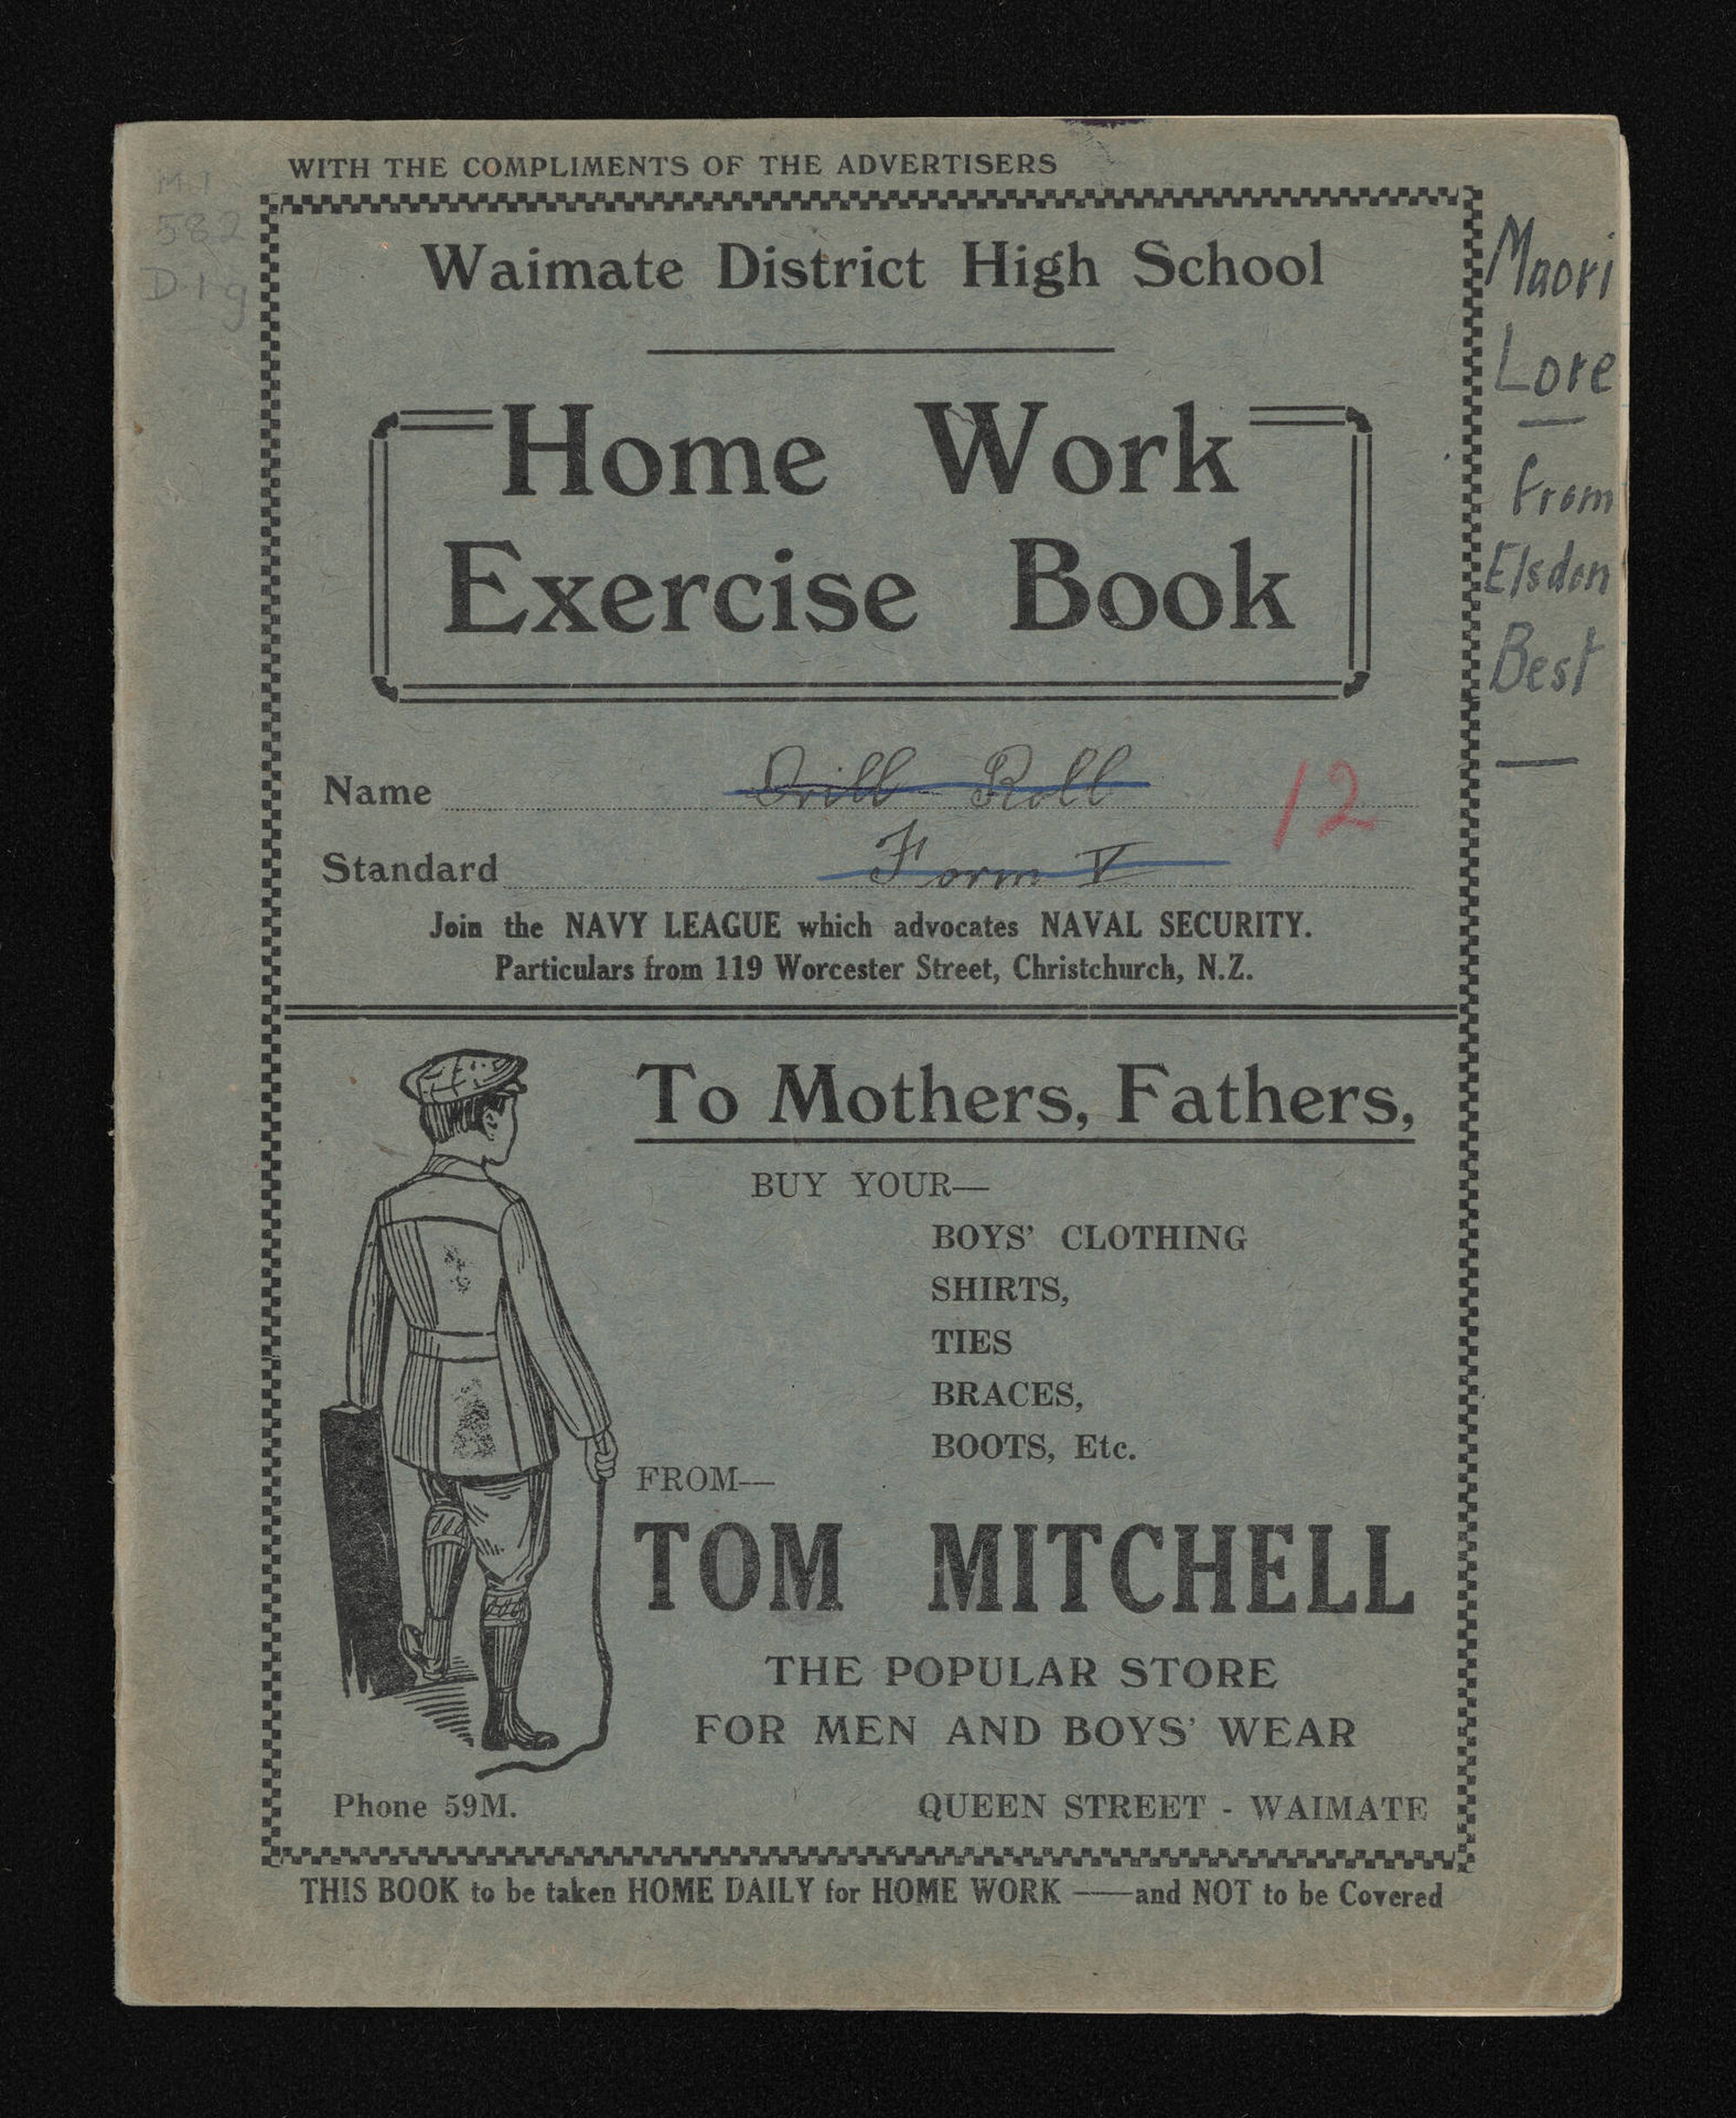 M.I
582
D 1 g
WITH THE COMPLIMENTS OF THE ADVERTISERS
Waimate District High School
Home Work
Exercise Book
Name Drill Roll
12
Standard Form V
Join the NAVY LEAGUE which advocates NAVAL SECURITY.
Particulars from 119 Worcester Street, Christchurch, N.Z.
To Mothers, Fathers,
BUY YOUR—
BOYS' CLOTHING
SHIRTS,
TIES
BRACES,
BOOTS, Etc.
FROM—
TOM MITCHELL
THE POPULAR STORE
FOR MEN AND BOYS' WEAR
Phone 59M.
QUEEN STREET - WAIMATE
THIS BOOK to be taken HOME DAILY for HOME WORK —and NOT to be Covered
Maori
Lore
from
Elsdon
Best